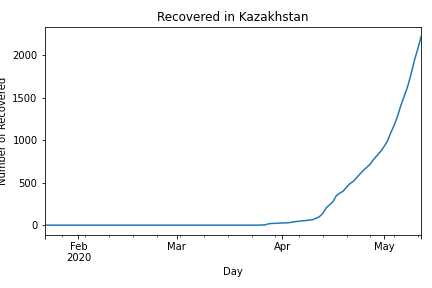 Recovered in Kazakhstan
Number of Recovered
2000
1500
1000
500
0
Feb
2020
Mar
Apr
May
Day